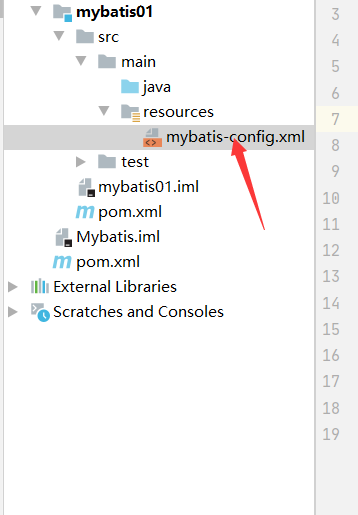 mybatis01
src
main
java
resources
mybatis-config.xml
test
mybatis01.iml
pom.xml
Mybatis.iml
pom.xml
External Libraries
Scratches and Consoles
3
4
5
6
7
8
9
10
11
12
13
14
15
16
17
18
19